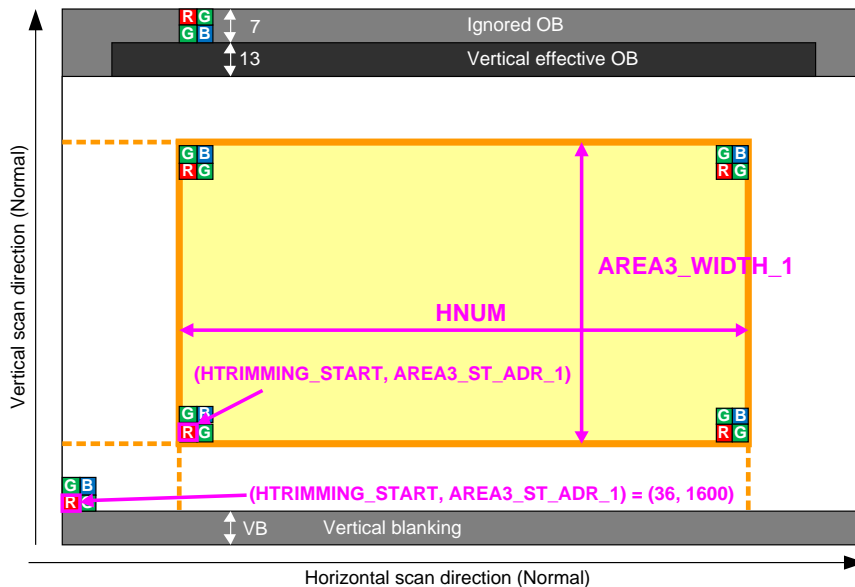 R G
G B
7
Ignored OB
13
Vertical effective OB
G B
R G
G B
R G
AREA3_WIDTH_1
HNUM
(HTRIMMING_START, AREA3_ST_ADR_1)
G B
R G
G B
R G
G B
R G
(HTRIMMING_START, AREA3_ST_ADR_1) = (36, 1600)
VB
Vertical blanking
Vertical scan direction (Normal)
Horizontal scan direction (Normal)